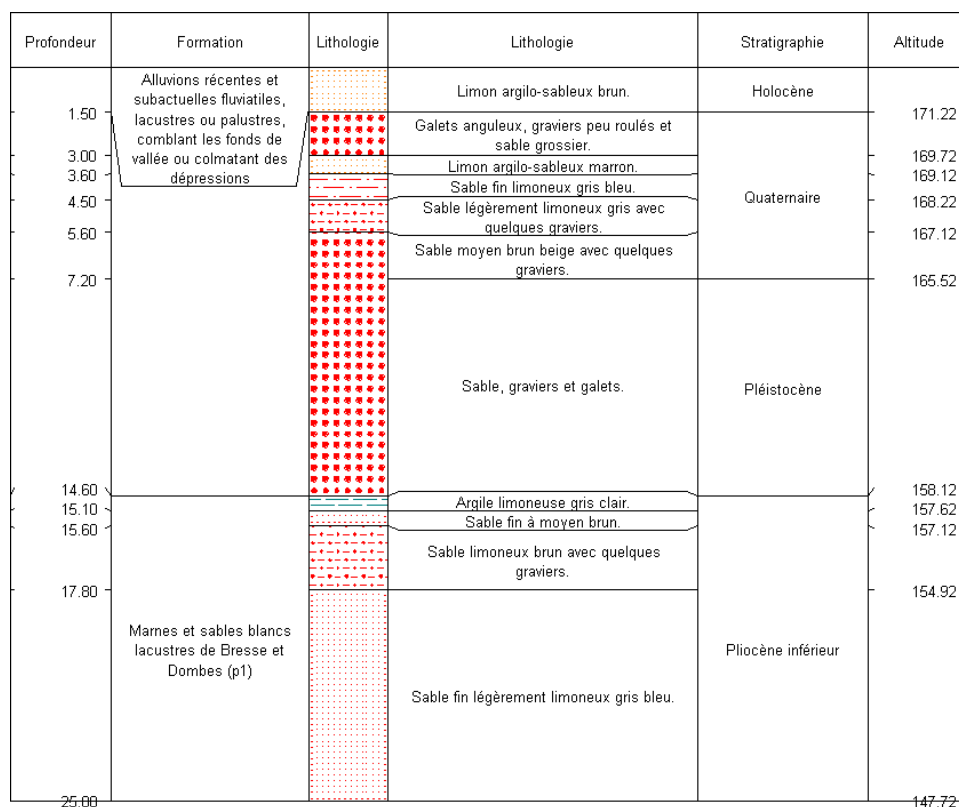 Profondeur
Formation
Lithologie
Lithologie
Stratigraphie
Altitude
Alluvions récentes et
subactuelles fluviatiles,
lacustres ou palustres,
comblant les fonds de
vallée ou colmatant des
dépressions
Limon argilo-sableux brun.
Holocène
1.50
171.22
Galets anguleux, graviers peu roulés et
sable grossier.
3.00
169.72
Limon argilo-sableux marron.
3.60
169.12
Sable fin limoneux gris bleu.
Quaternaire
4.50
168.22
Sable légèrement limoneux gris avec
quelques graviers.
5.60
167.12
Sable moyen brun beige avec quelques
graviers.
7.20
165.52
Sable, graviers et galets.
Pléistocène
14.60
158.12
Argile limoneuse gris clair.
15.10
157.62
Sable fin à moyen brun.
15.60
157.12
Sable limoneux brun avec quelques
graviers.
17.80
154.92
Marnes et sables blancs
lacustres de Bresse et
Dombes (p1)
Pliocène inférieur
Sable fin légèrement limoneux gris bleu.
25.00
147.72